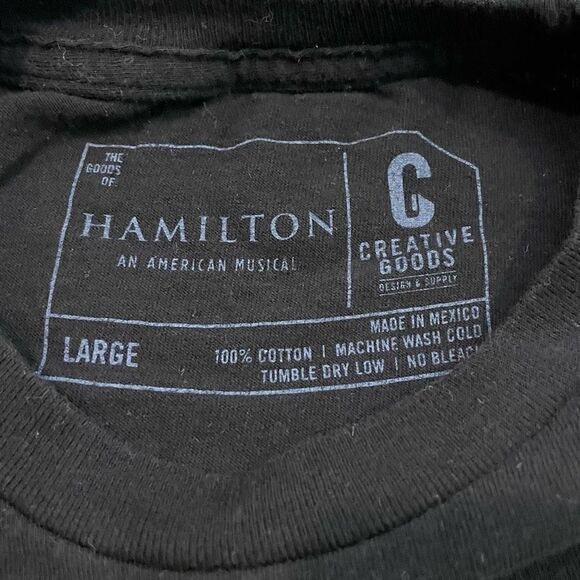 THE
GOODS
OF:
HAMILTON
AN AMERICAN MUSICAL
C
CREATIVE
GOODS
DESIGN & SUPPLY
LARGE
MADE IN MEXICO
100% COTTON | MACHINE WASH COLD
TUMBLE DRY LOW | NO BLEACH